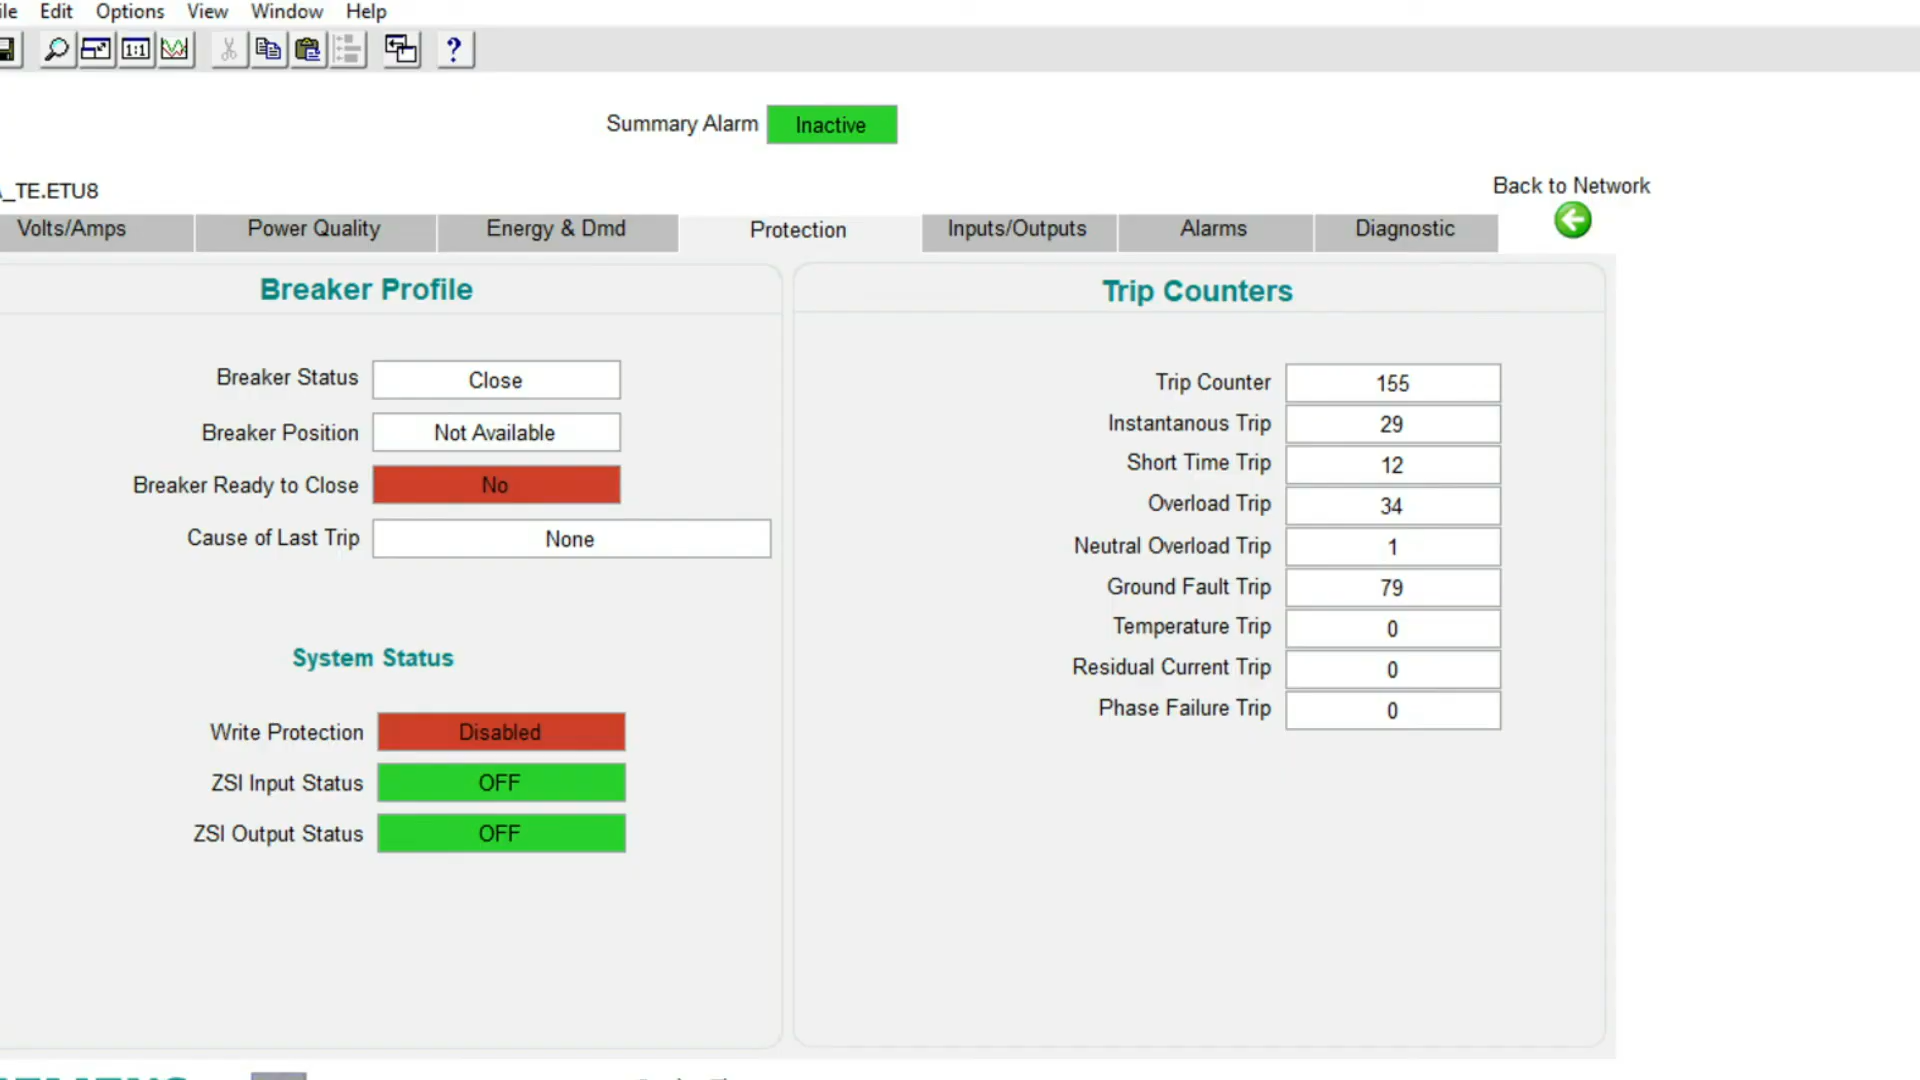 ile Edit Options View Window Help
1:1 ?
Summary Alarm Inactive
_TE.ETU8
Back to Network
Volts/Amps Power Quality Energy & Dmd Protection Inputs/Outputs Alarms Diagnostic
Breaker Profile
Breaker Status Close
Breaker Position Not Available
Breaker Ready to Close No
Cause of Last Trip None
System Status
Write Protection Disabled
ZSI Input Status OFF
ZSI Output Status OFF
Trip Counters
Trip Counter 155
Instantanous Trip 29
Short Time Trip 12
Overload Trip 34
Neutral Overload Trip 1
Ground Fault Trip 79
Temperature Trip 0
Residual Current Trip 0
Phase Failure Trip 0